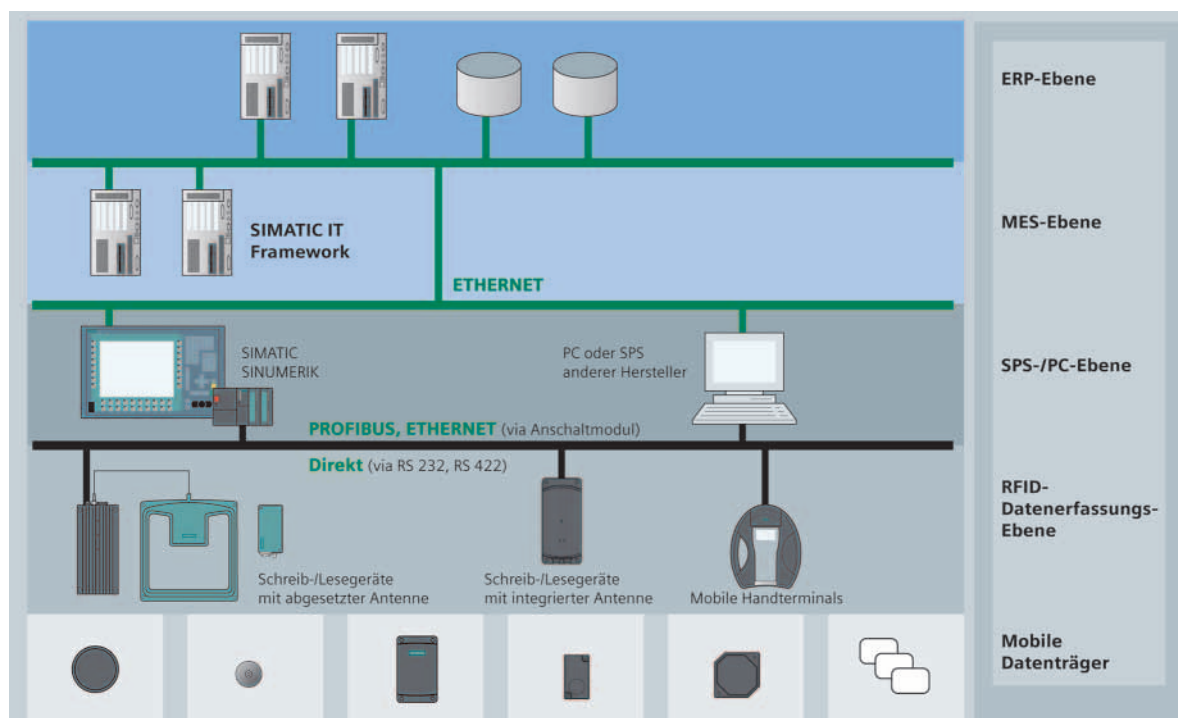 ERP-Ebene
SIMATIC IT
Framework
MES-Ebene
ETHERNET
SIMATIC
SINUMERIK
PC oder SPS
anderer Hersteller
SPS-/PC-Ebene
PROFIBUS, ETHERNET (via Anschaltmodul)
Direkt (via RS 232, RS 422)
Schreib-/Lesegeräte
mit abgesetzter Antenne
Schreib-/Lesegeräte
mit integrierter Antenne
Mobile Handterminals
RFID-
Datenerfassungs-
Ebene
Mobile
Datenträger